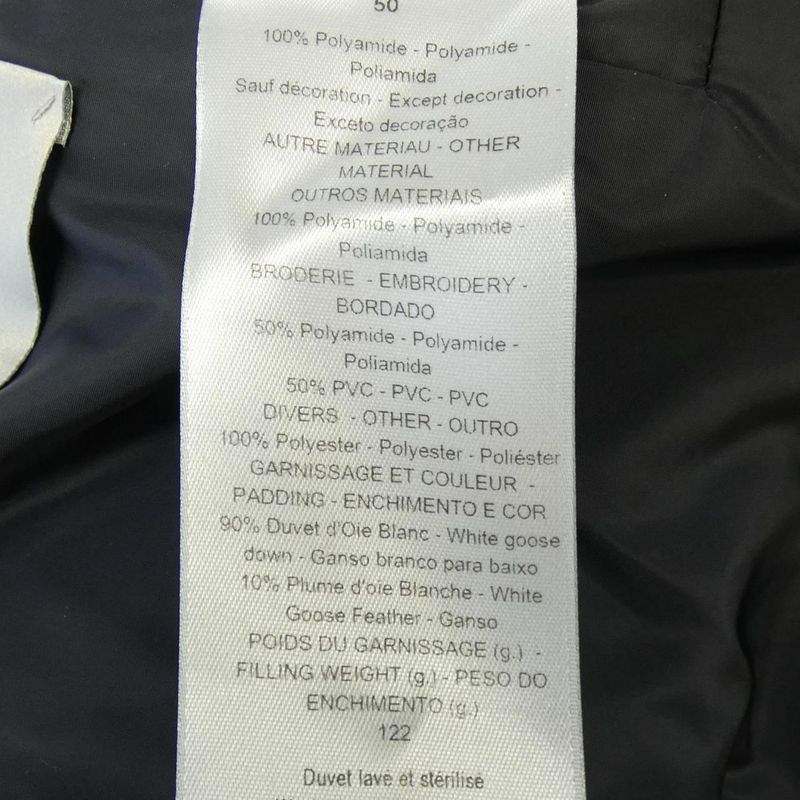 50
100% Polyamide - Polyamide -
Poliamida
Sauf décoration - Except decoration -
Exceto decoração
AUTRE MATERIAU - OTHER
MATERIAL
OUTROS MATERIAIS
100% Polyamide - Polyamide -
Poliamida
BRODERIE - EMBROIDERY -
BORDADO
50% Polyamide - Polyamide -
Poliamida
50% PVC - PVC - PVC
DIVERS - OTHER - OUTRO
100% Polyester - Polyester - Poliéster
GARNISSAGE ET COULEUR -
PADDING - ENCHIMENTO E COR
90% Duvet d'Oie Blanc - White goose
down - Ganso branco para baixo
10% Plume d'oie Blanche - White
Goose Feather - Ganso
POIDS DU GARNISSAGE (g.) -
FILLING WEIGHT (g.) - PESO DO
ENCHIMENTO (g.)
122
Duvet lavé et stérilisé